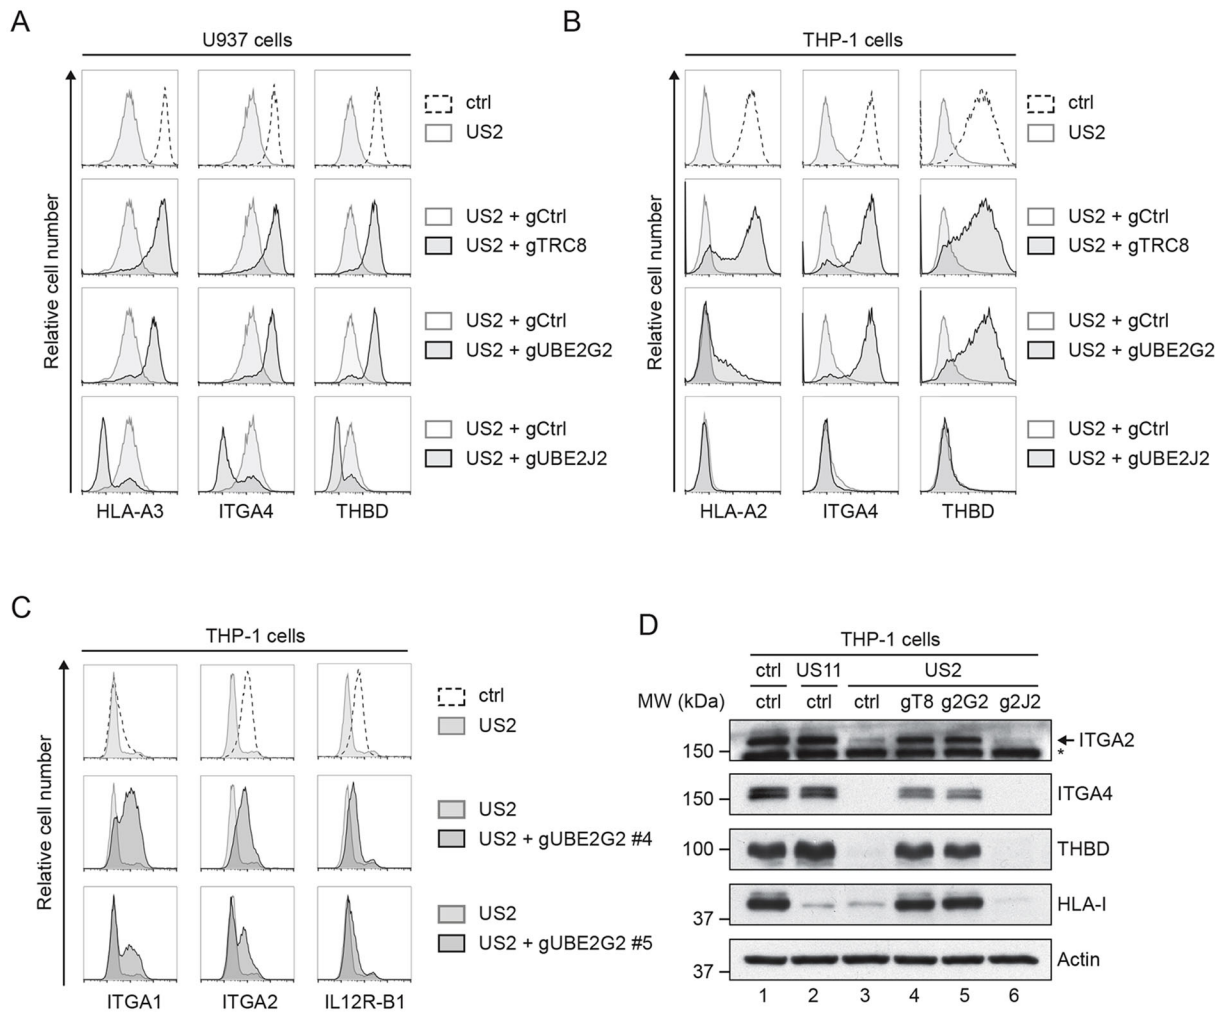 A
U937 cells
Relative cell number
ctrl
US2
US2 + gCtrl
US2 + gTRC8
US2 + gCtrl
US2 + gUBE2G2
US2 + gCtrl
US2 + gUBE2J2
HLA-A3 ITGA4 THBD
B
THP-1 cells
Relative cell number
ctrl
US2
US2 + gCtrl
US2 + gTRC8
US2 + gCtrl
US2 + gUBE2G2
US2 + gCtrl
US2 + gUBE2J2
HLA-A2 ITGA4 THBD
C
THP-1 cells
Relative cell number
ctrl
US2
US2
US2 + gUBE2G2 #4
US2
US2 + gUBE2G2 #5
ITGA1 ITGA2 IL12R-B1
D
THP-1 cells
ctrl US11 US2
MW (kDa) ctrl ctrl ctrl gT8 g2G2 g2J2
ITGA2
150 *
150 ITGA4
100 THBD
HLA-I
37
Actin
37
1 2 3 4 5 6